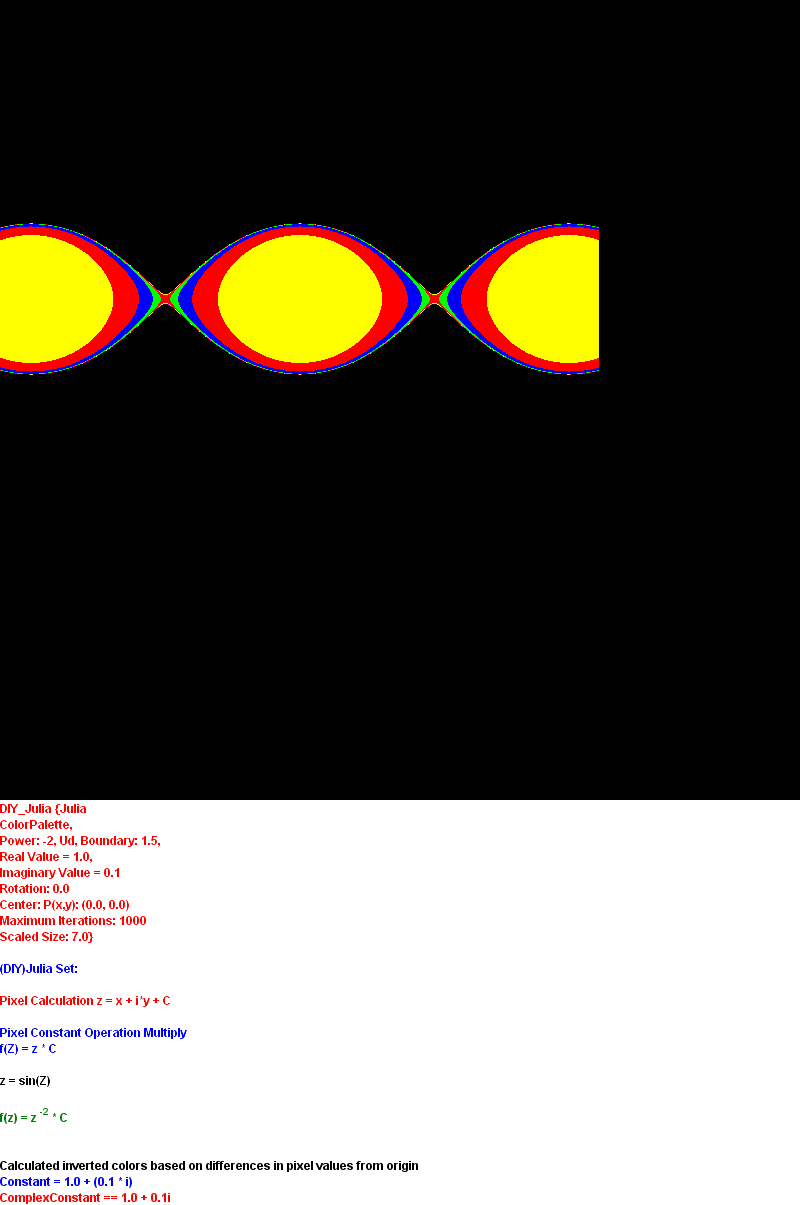 DIY_Julia {Julia
ColorPalette,
Power: -2, Ud, Boundary: 1.5,
Real Value = 1.0,
Imaginary Value = 0.1
Rotation: 0.0
Center: P(x,y): (0.0, 0.0)
Maximum Iterations: 1000
Scaled Size: 7.0}
(DIY)Julia Set:
Pixel Calculation z = x + i*y + C
Pixel Constant Operation Multiply
f(Z) = z * C
z = sin(Z)
f(z) = z ⁻² * C
Calculated inverted colors based on differences in pixel values from origin
Constant = 1.0 + (0.1 * i)
ComplexConstant == 1.0 + 0.1i